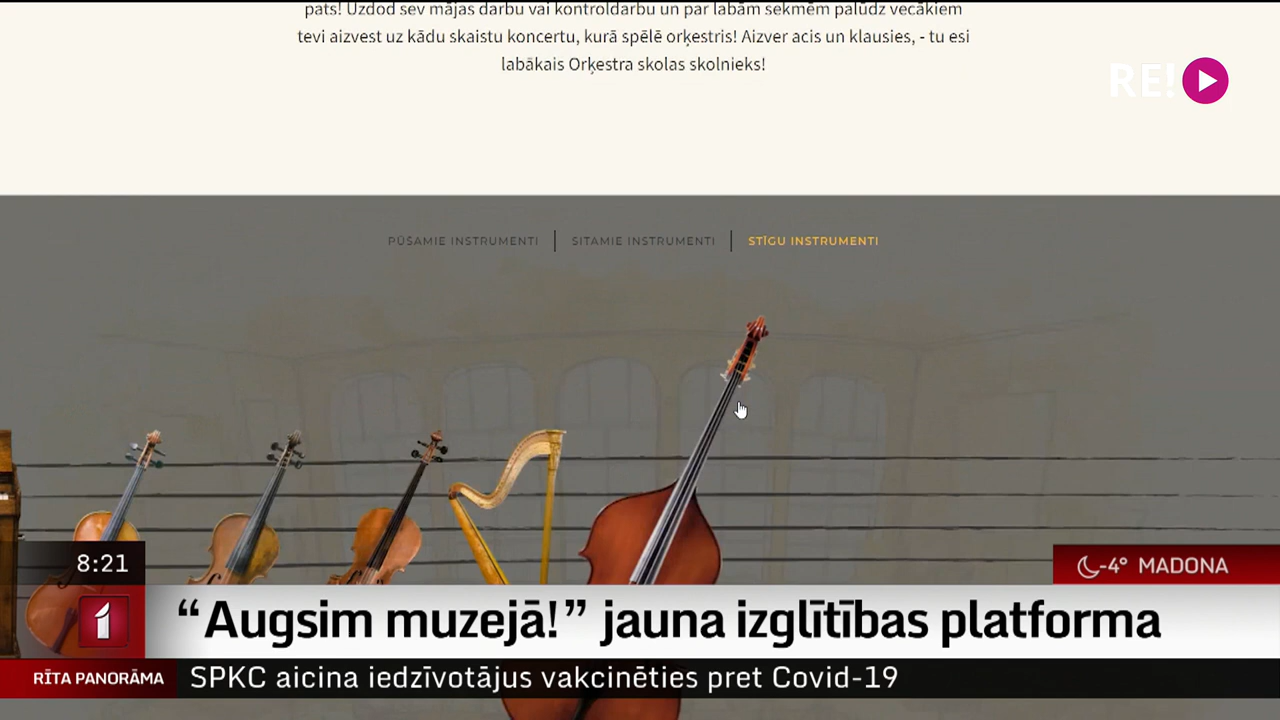 pats! Uzdod sev mājas darbu vai kontroldarbu un par labām sekmēm palūdz vecākiem
tevi aizvest uz kādu skaistu koncertu, kurā spēlē orķestris! Aizver acis un klausies, - tu esi
labākais Orķestra skolas skolnieks!
RE!
PŪŠAMIE INSTRUMENTI
SITAMIE INSTRUMENTI
STĪGU INSTRUMENTI
8:21
-4° MADONA
1
“Augsim muzejā!” jauna izglītības platforma
RĪTA PANORĀMA
SPKC aicina iedzīvotājus vakcinēties pret Covid-19